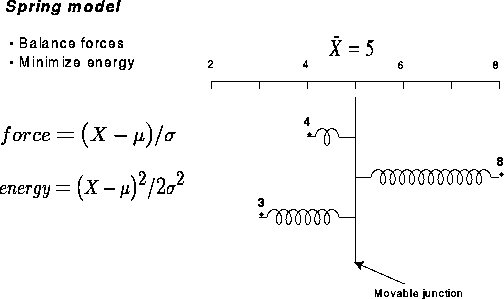 Spring model
• Balance forces
• Minimize energy
X̄ = 5
2 4 6 8
force = (X − μ)/σ
energy = (X − μ)²/2σ²
4
8
3
Movable junction